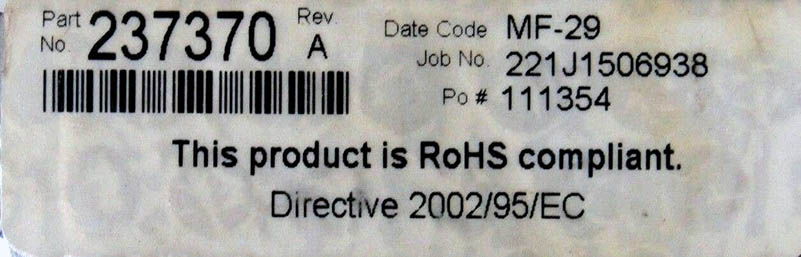 Part No. 237370 Rev. A
Date Code MF-29
Job No. 221J1506938
Po # 111354
This product is RoHS compliant.
Directive 2002/95/EC